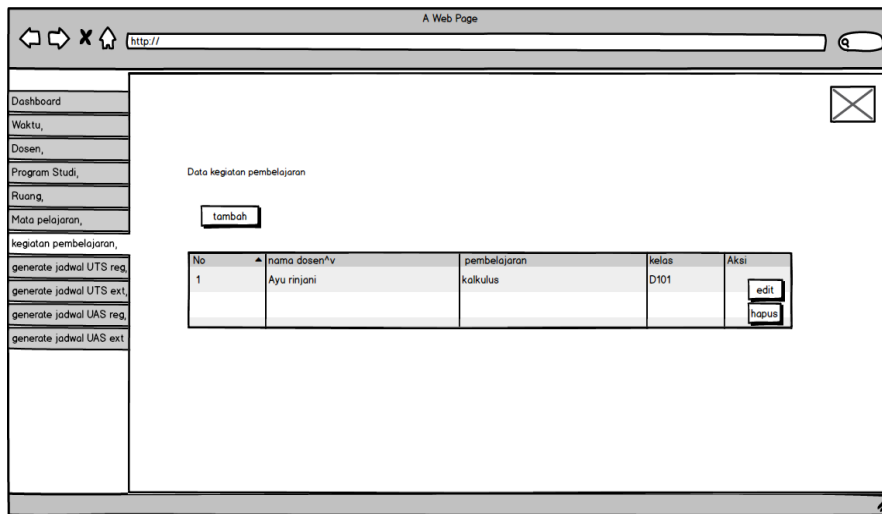 A Web Page
http://
Dashboard
Waktu,
Dosen,
Program Studi,
Ruang,
Mata pelajaran,
kegiatan pembelajaran,
generate jadwal UTS reg,
generate jadwal UTS ext,
generate jadwal UAS reg,
generate jadwal UAS ext
Data kegiatan pembelajaran
tambah
No nama dosen^v pembelajaran kelas Aksi
1 Ayu rinjani kalkulus D101
edit
hapus